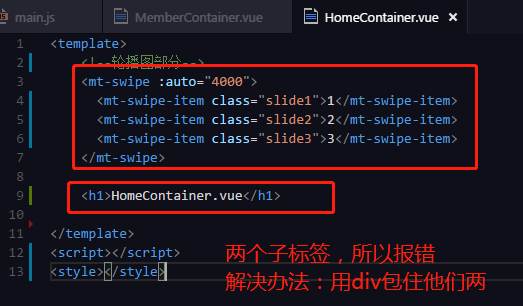 main.js MemberContainer.vue HomeContainer.vue ×
1 <template>
2 <!--轮播图部分-->
3 <mt-swipe :auto="4000">
4 <mt-swipe-item class="slide1">1</mt-swipe-item>
5 <mt-swipe-item class="slide2">2</mt-swipe-item>
6 <mt-swipe-item class="slide3">3</mt-swipe-item>
7 </mt-swipe>
8
9 <h1>HomeContainer.vue</h1>
10
11 </template>
12 <script></script>
13 <style></style>
两个子标签，所以报错
解决办法：用div包住他们两